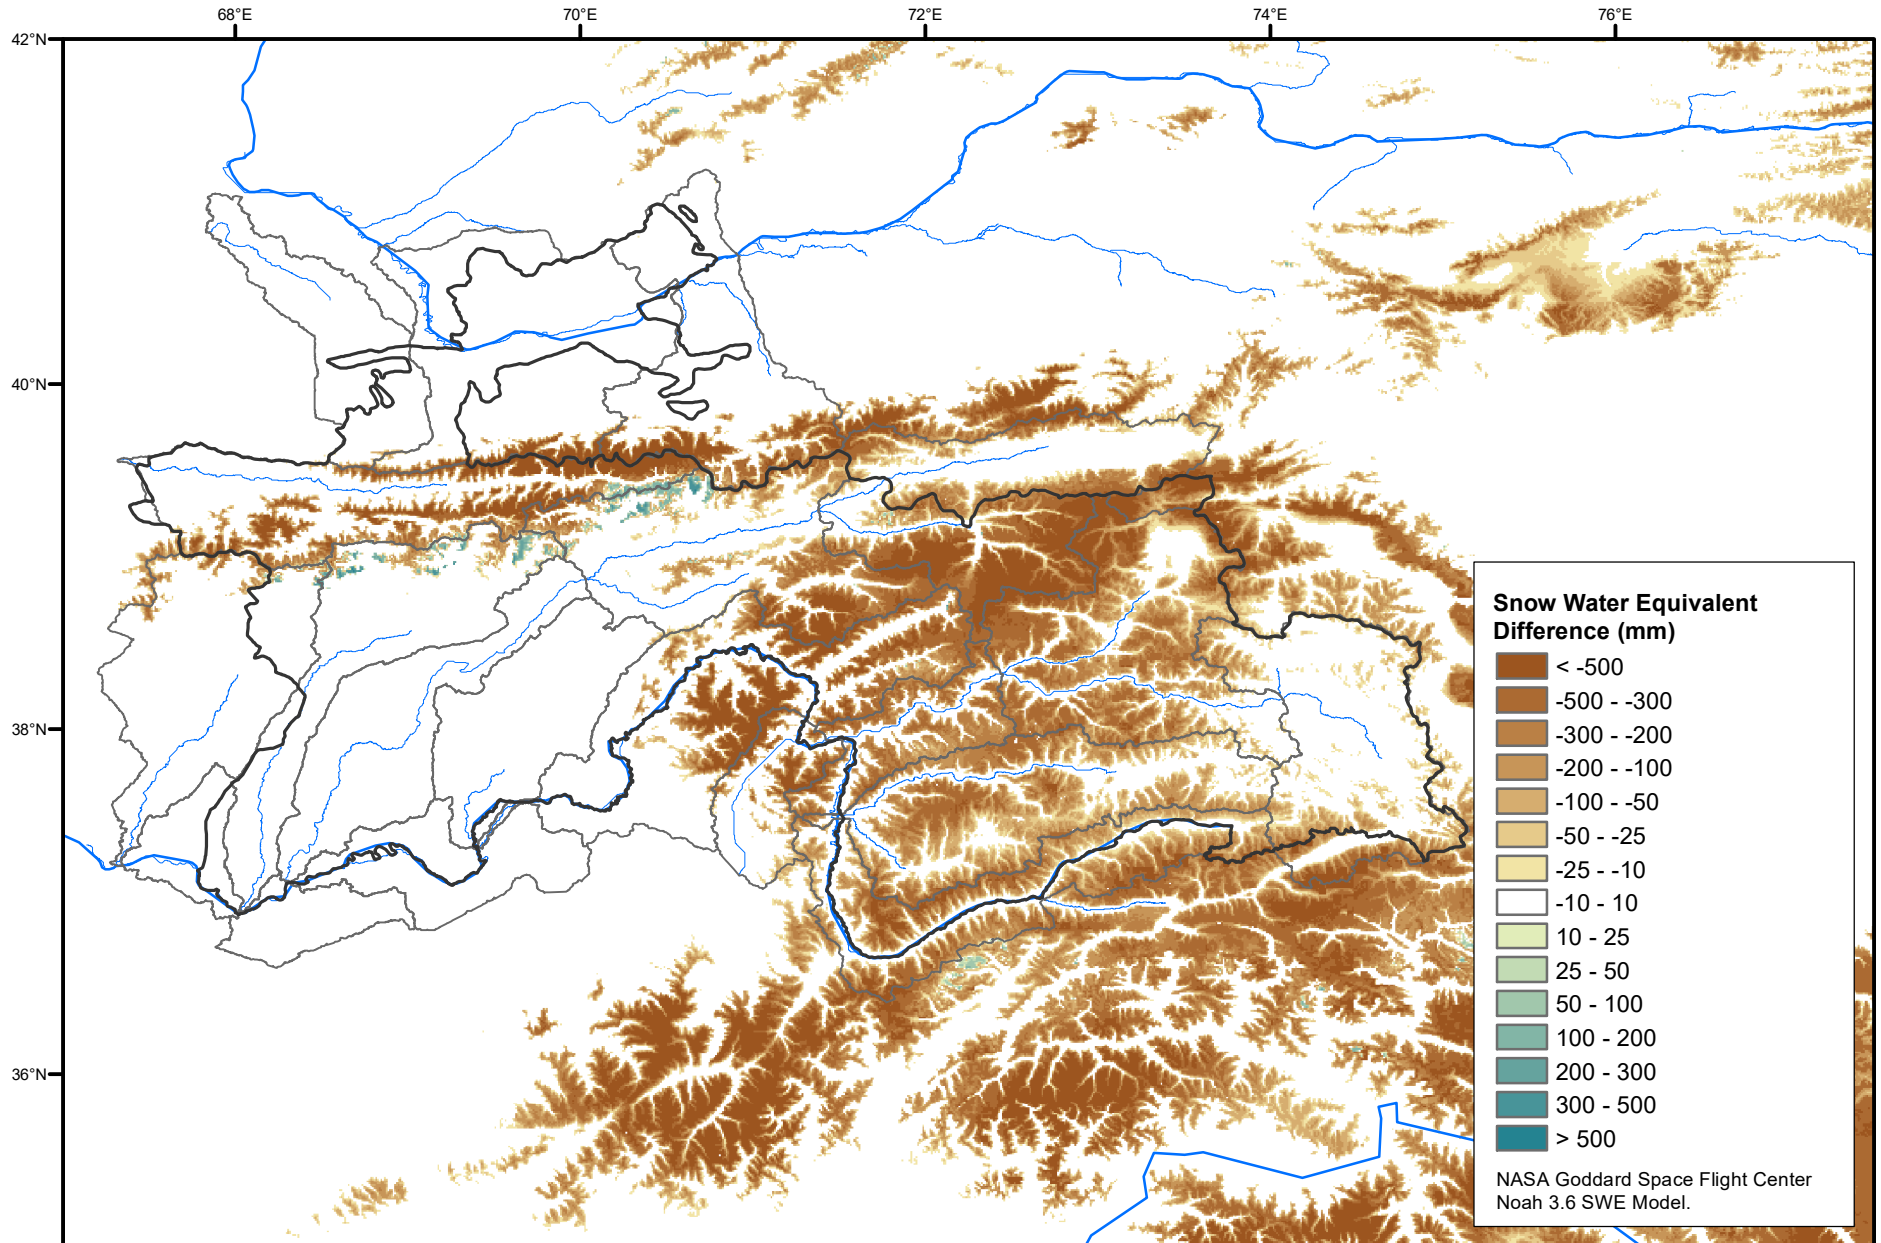 68°E
70°E
72°E
74°E
76°E
42°N
40°N
38°N
36°N
Snow Water Equivalent
Difference (mm)
< -500
-500 - -300
-300 - -200
-200 - -100
-100 - -50
-50 - -25
-25 - -10
-10 - 10
10 - 25
25 - 50
50 - 100
100 - 200
200 - 300
300 - 500
> 500
NASA Goddard Space Flight Center
Noah 3.6 SWE Model.